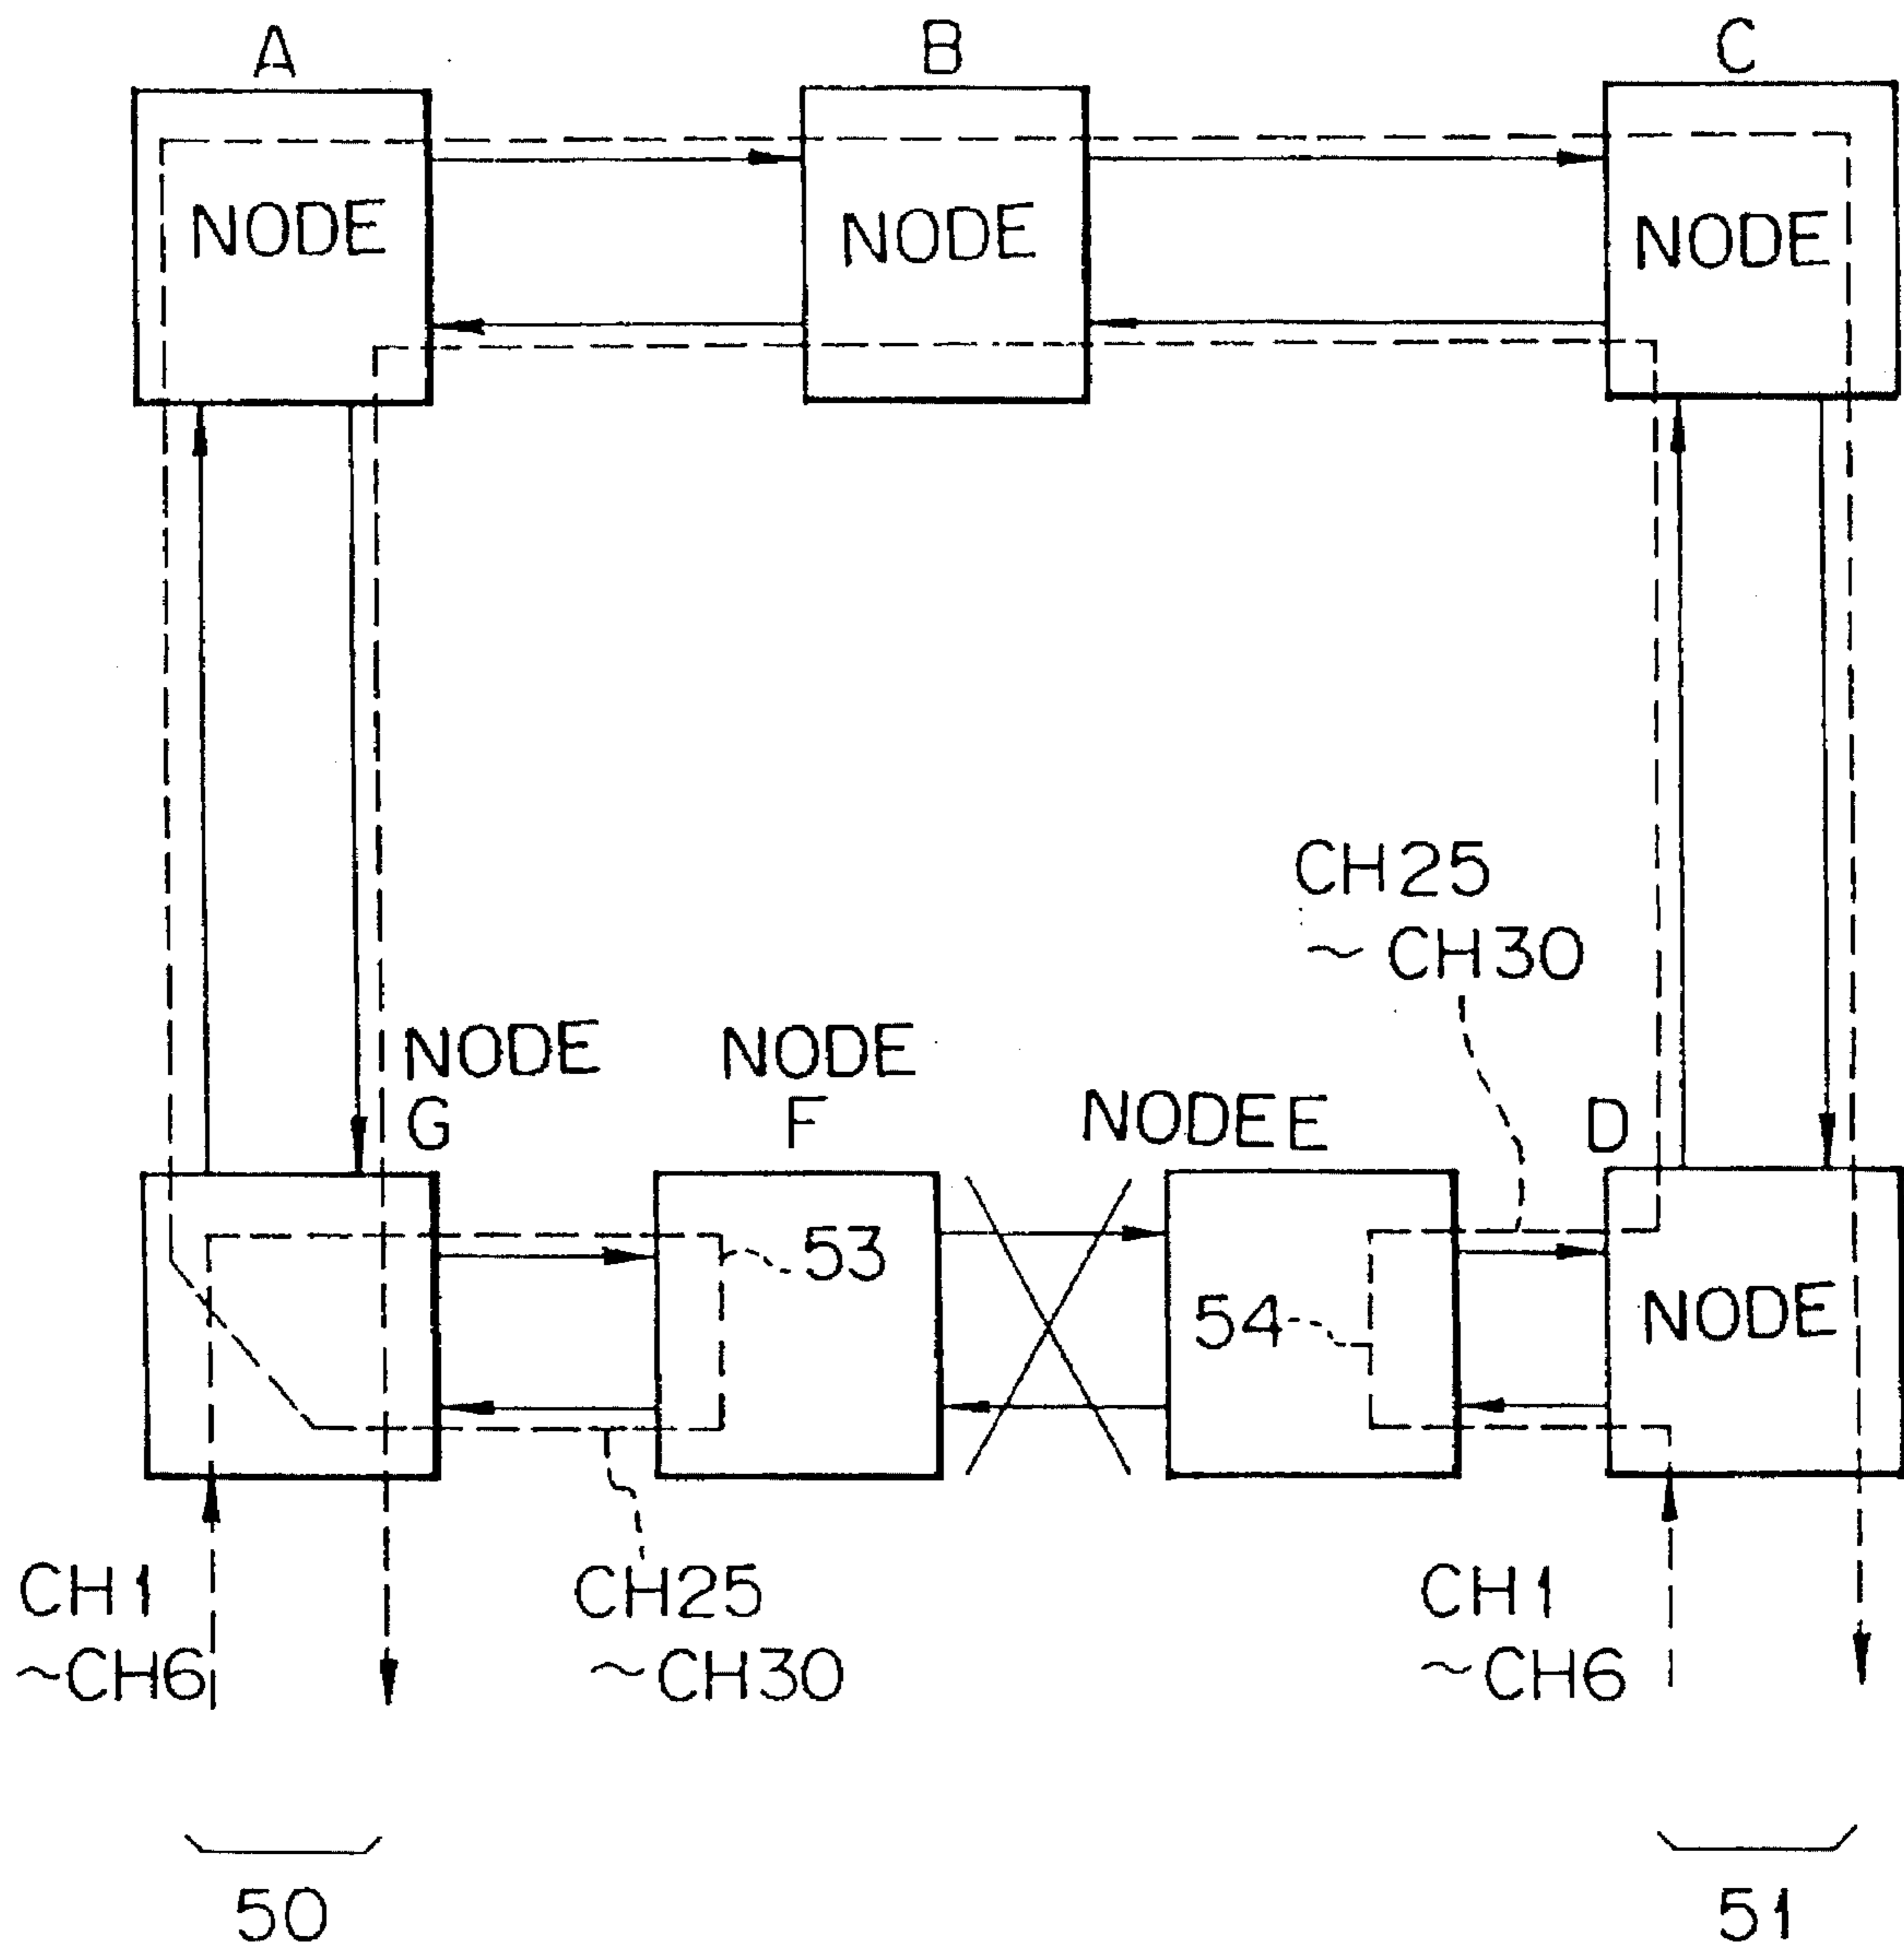 A
B
C
NODE
NODE
NODE
CH25
~CH30
NODE
G
NODE
F
NODEE
D
53
54
NODE
CH1
~CH6
CH25
~CH30
CH1
~CH6
50
51